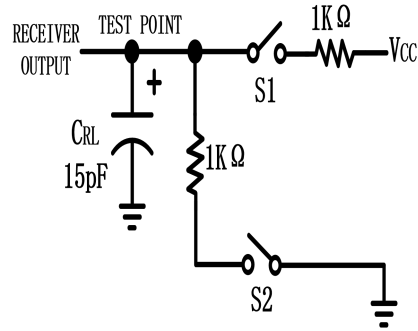 RECEIVER
OUTPUT
TEST POINT
1KΩ
VCC
S1
+
CRL
15pF
1KΩ
S2